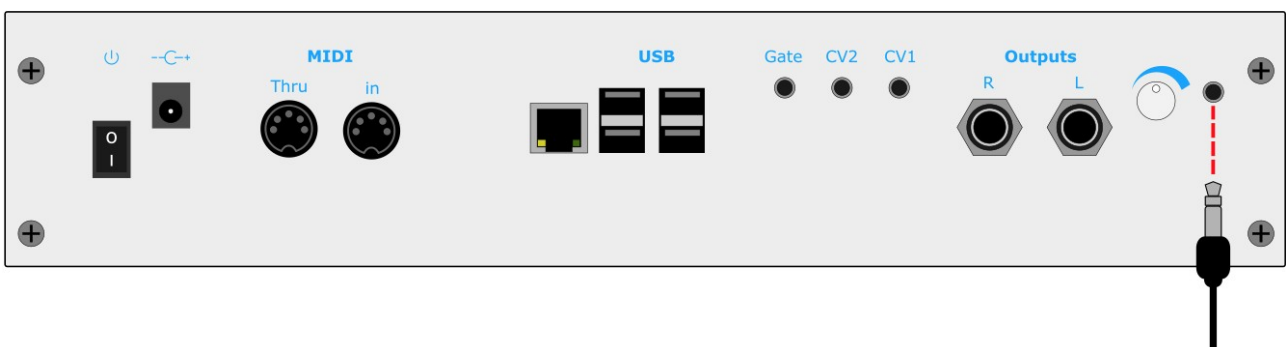 MIDI
Thru
in
USB
Gate
CV2
CV1
Outputs
R
L
O
I